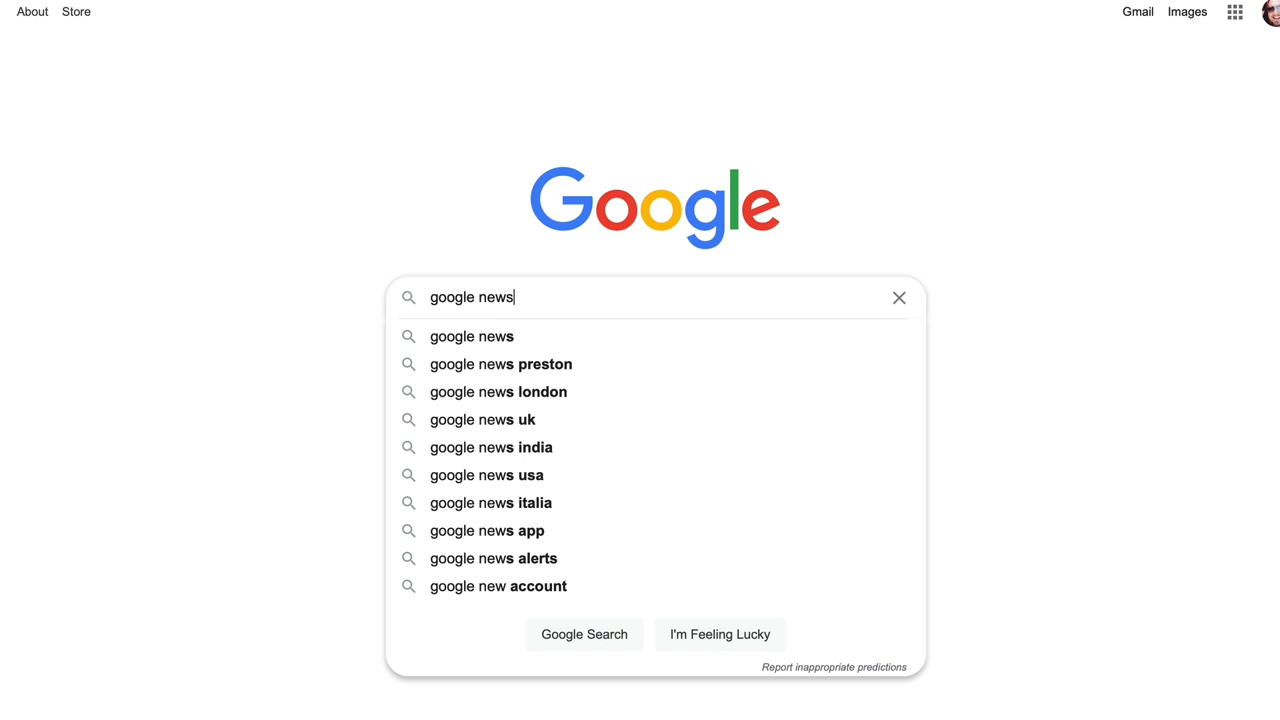 About Store
Gmail Images
Google
google news
google news
google news preston
google news london
google news uk
google news india
google news usa
google news italia
google news app
google news alerts
google new account
Google Search I'm Feeling Lucky
Report inappropriate predictions